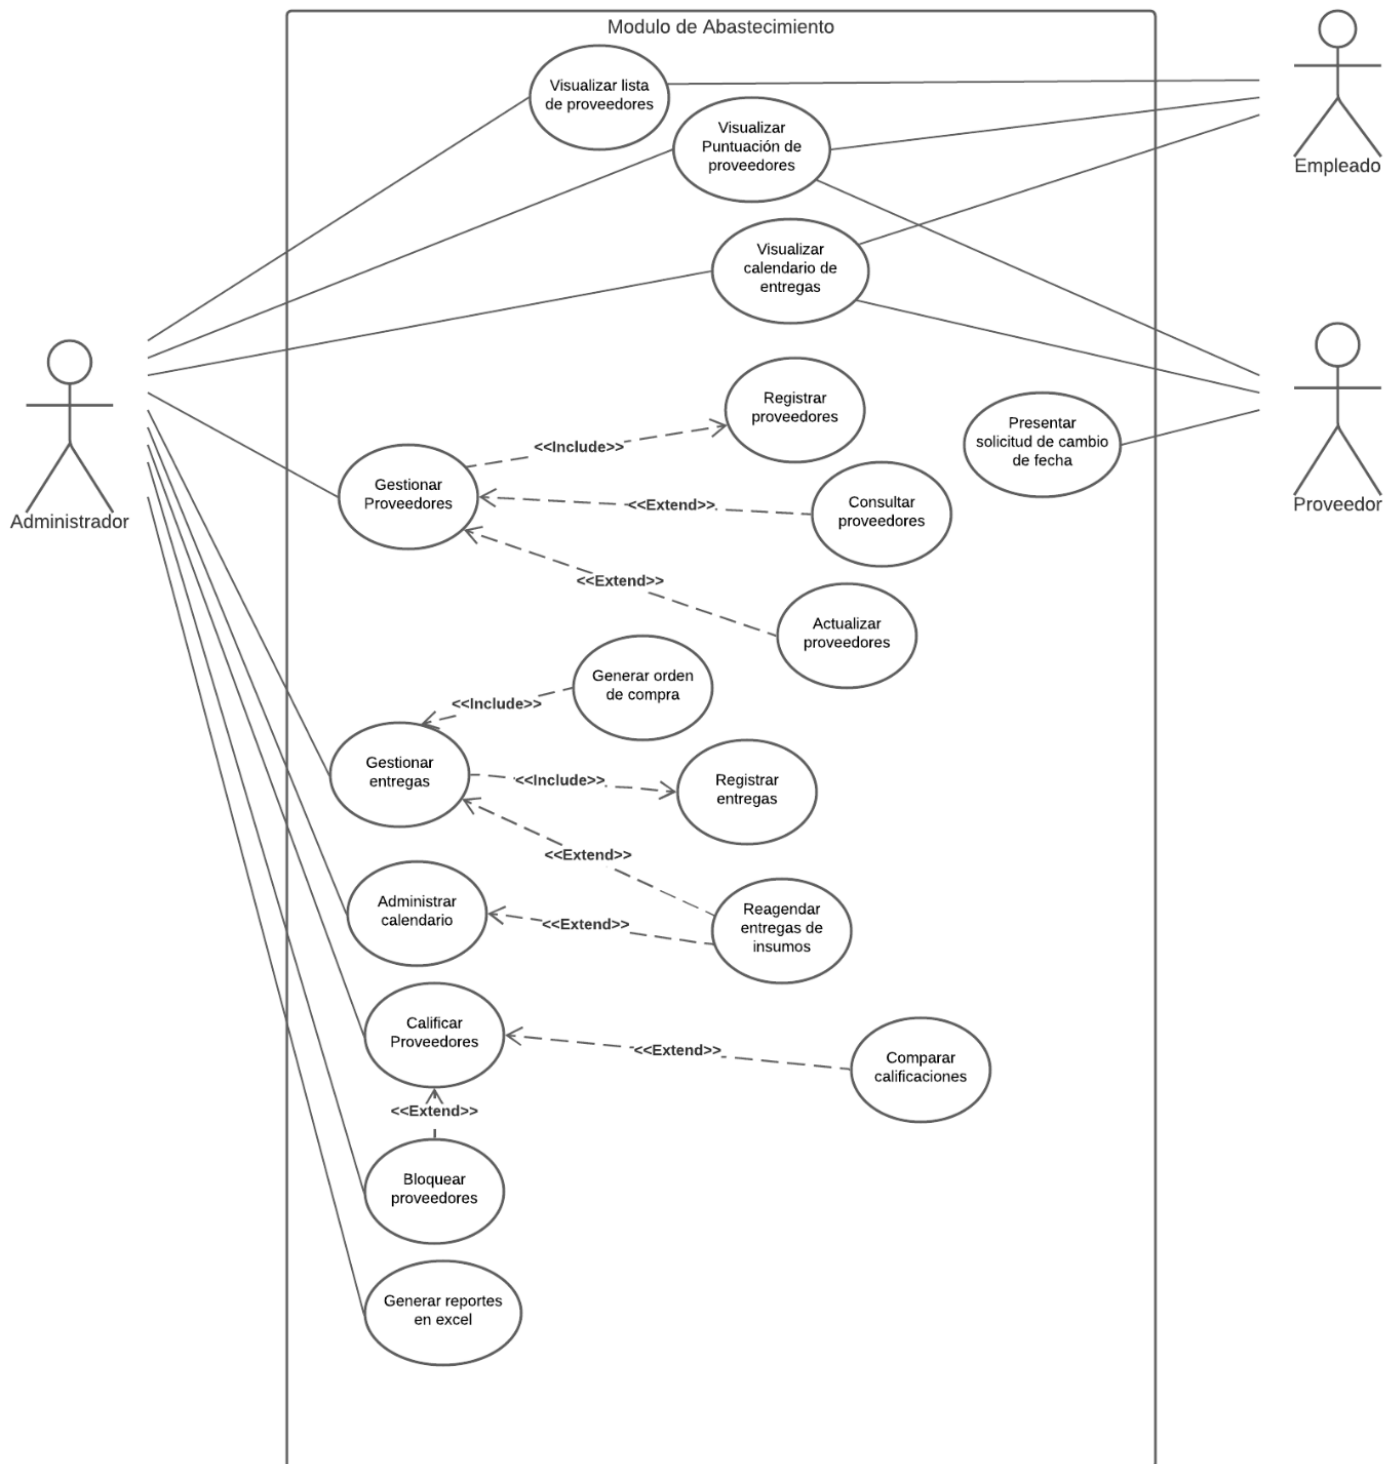 Modulo de Abastecimiento
Visualizar lista
de proveedores
Visualizar
Puntuación de
proveedores
Empleado
Visualizar
calendario de
entregas
Administrador
Registrar
proveedores
Presentar
solicitud de cambio
de fecha
Proveedor
<<Include>>
Gestionar
Proveedores
<<Extend>>
Consultar
proveedores
<<Extend>>
Actualizar
proveedores
Generar orden
de compra
<<Include>>
Gestionar
entregas
<<Include>>
Registrar
entregas
<<Extend>>
Administrar
calendario
<<Extend>>
Reagendar
entregas de
insumos
Calificar
Proveedores
<<Extend>>
Comparar
calificaciones
<<Extend>>
Bloquear
proveedores
Generar reportes
en excel